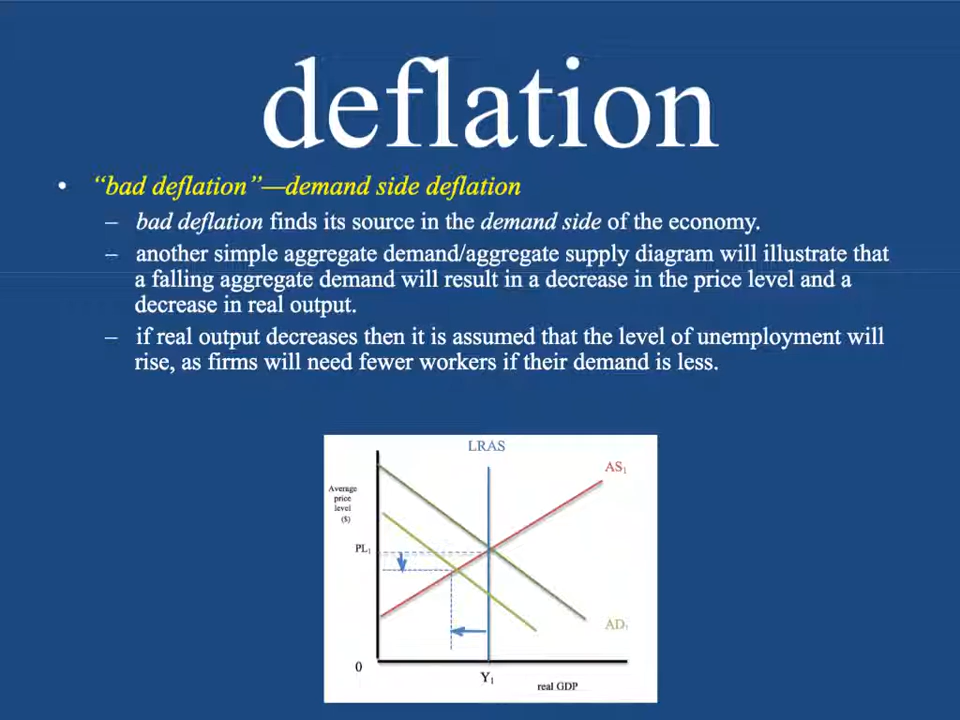 deflation
• “bad deflation”—demand side deflation
– bad deflation finds its source in the demand side of the economy.
– another simple aggregate demand/aggregate supply diagram will illustrate that
a falling aggregate demand will result in a decrease in the price level and a
decrease in real output.
– if real output decreases then it is assumed that the level of unemployment will
rise, as firms will need fewer workers if their demand is less.
LRAS
AS1
Average
price
level
($)
PL1
AD1
0
Y1
real GDP